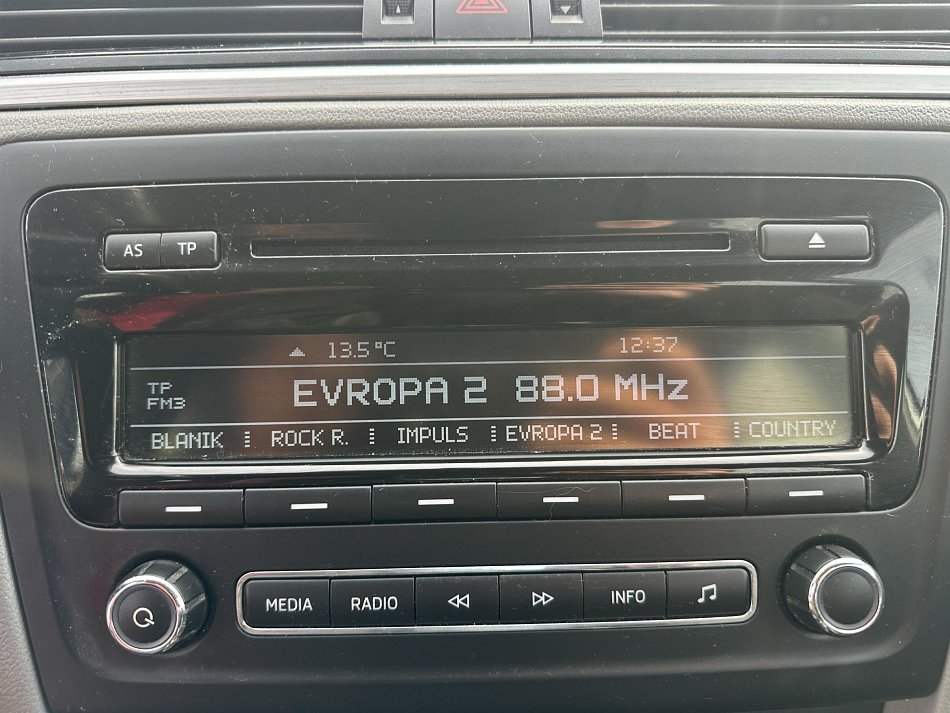 AS TP
13.5°C 12:37
TP
FM3
EVROPA 2 88.0 MHz
BLANIK ROCK R. IMPULS EVROPA 2 BEAT COUNTRY
MEDIA RADIO INFO